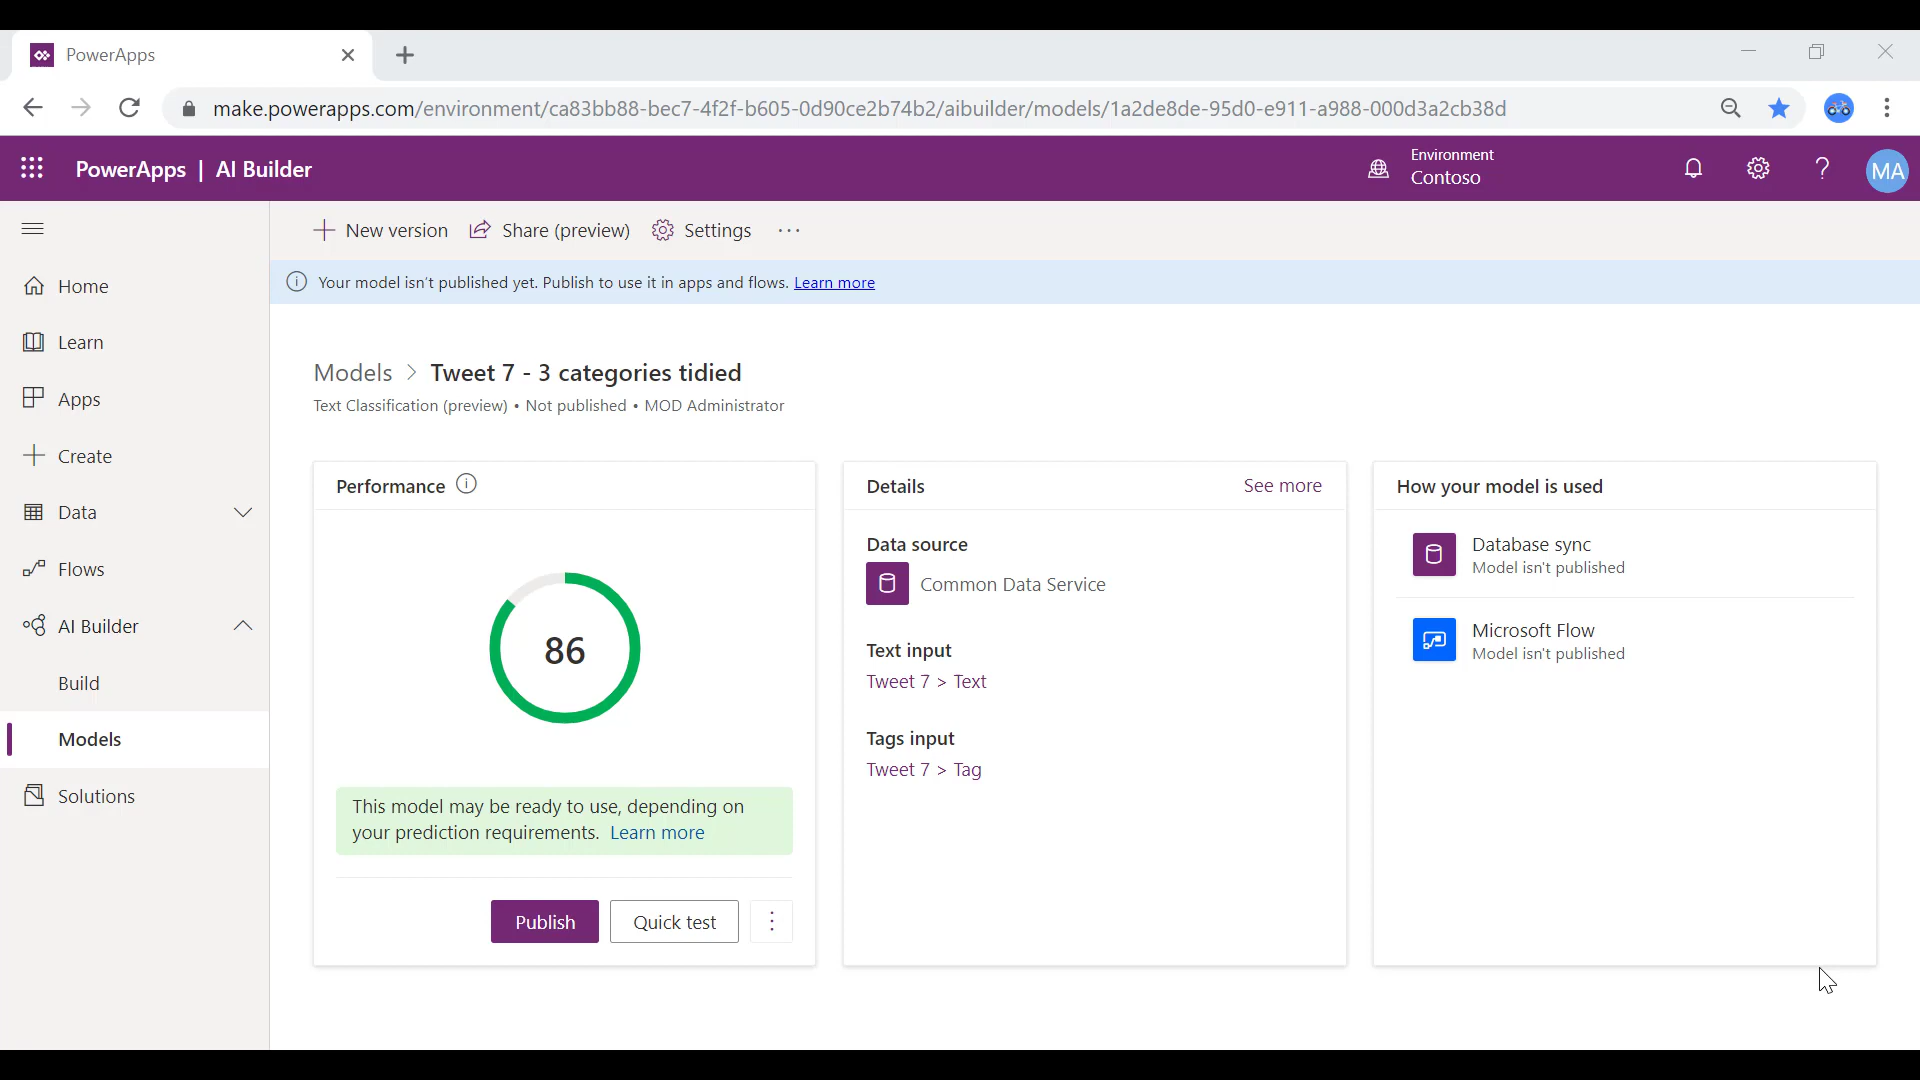 PowerApps
make.powerapps.com/environment/ca83bb88-bec7-4f2f-b605-0d90ce2b74b2/aibuilder/models/1a2de8de-95d0-e911-a988-000d3a2cb38d
PowerApps | AI Builder
Environment
Contoso
MA
New version
Share (preview)
Settings
Your model isn't published yet. Publish to use it in apps and flows. Learn more
Home
Learn
Apps
Create
Data
Flows
AI Builder
Build
Models
Solutions
Models > Tweet 7 - 3 categories tidied
Text Classification (preview) • Not published • MOD Administrator
Performance
86
This model may be ready to use, depending on
your prediction requirements. Learn more
Publish
Quick test
Details
See more
Data source
Common Data Service
Text input
Tweet 7 > Text
Tags input
Tweet 7 > Tag
How your model is used
Database sync
Model isn't published
Microsoft Flow
Model isn't published